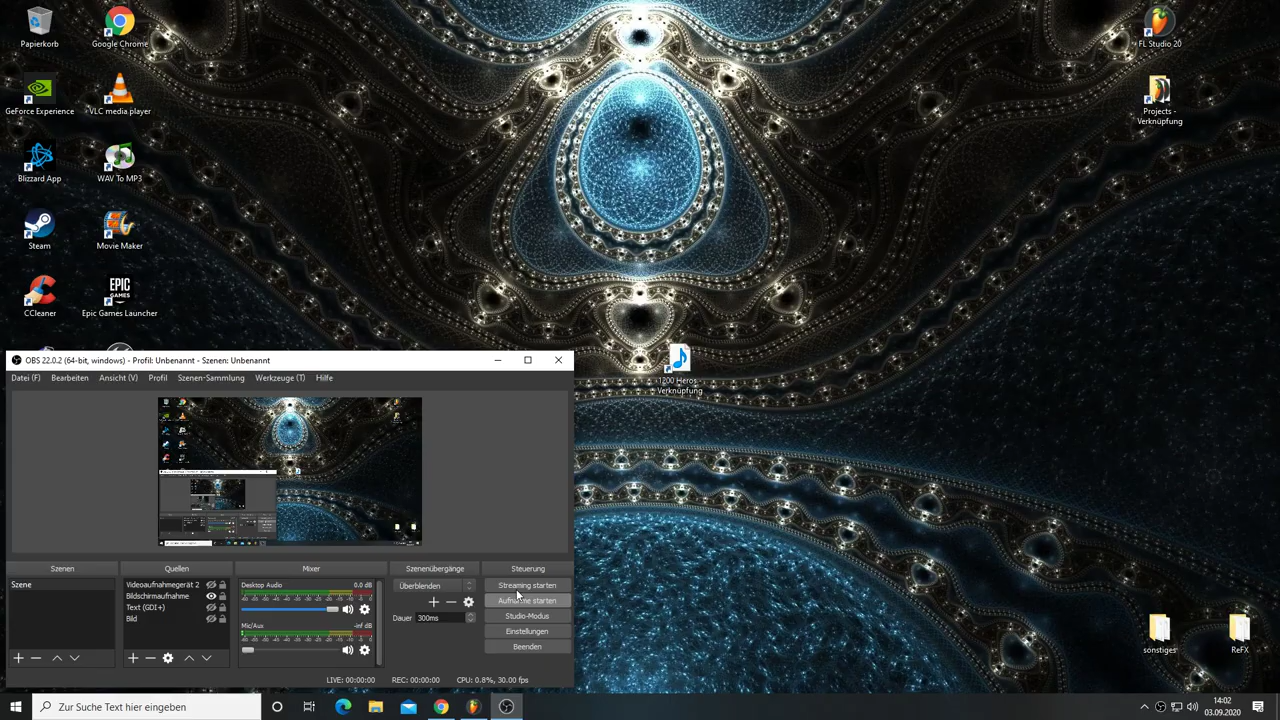 Papierkorb
Google Chrome
FL Studio 20
GeForce Experience
VLC media player
Projects -
Verknüpfung
Blizzard App
WAV To MP3
Steam
Movie Maker
EPIC
GAMES
CCleaner
Epic Games Launcher
1200 Heros -
Verknüpfung
OBS 22.0.2 (64-bit, windows) - Profil: Unbenannt - Szenen: Unbenannt
Datei (F)
Bearbeiten
Ansicht (V)
Profil
Szenen-Sammlung
Werkzeuge (T)
Hilfe
Szenen
Quellen
Mixer
Szenenübergänge
Steuerung
Szene
Videoaufnahmegerät 2
Bildschirmaufnahme
Text (GDI+)
Bild
Desktop Audio
0.0 dB
Mic/Aux
-inf dB
Überblenden
Dauer
300ms
Streaming starten
Aufnahme starten
Studio-Modus
Einstellungen
Beenden
LIVE: 00:00:00
REC: 00:00:00
CPU: 0.8%, 30.00 fps
sonstiges
ReFX
Zur Suche Text hier eingeben
14:02
03.09.2020